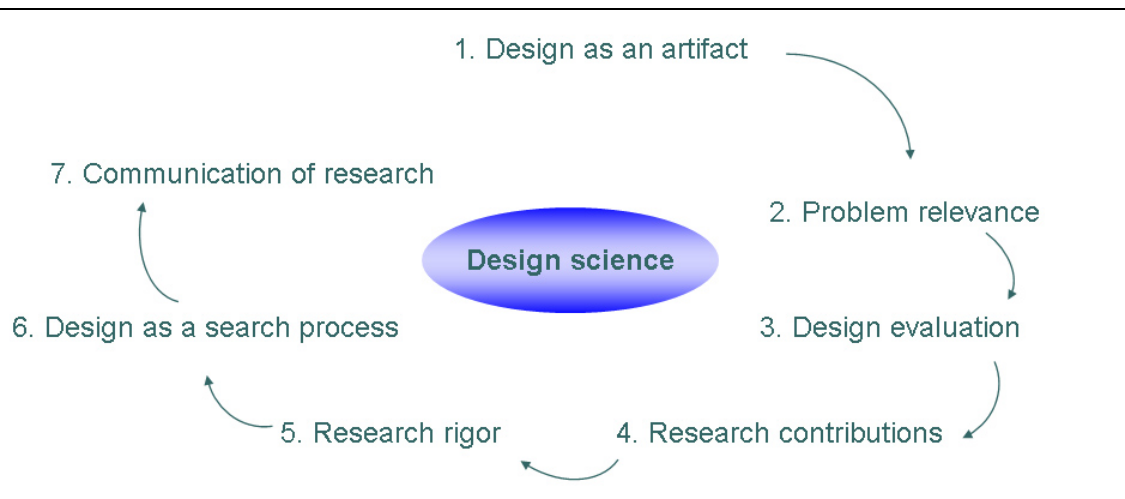 1. Design as an artifact
2. Problem relevance
3. Design evaluation
4. Research contributions
5. Research rigor
6. Design as a search process
7. Communication of research
Design science